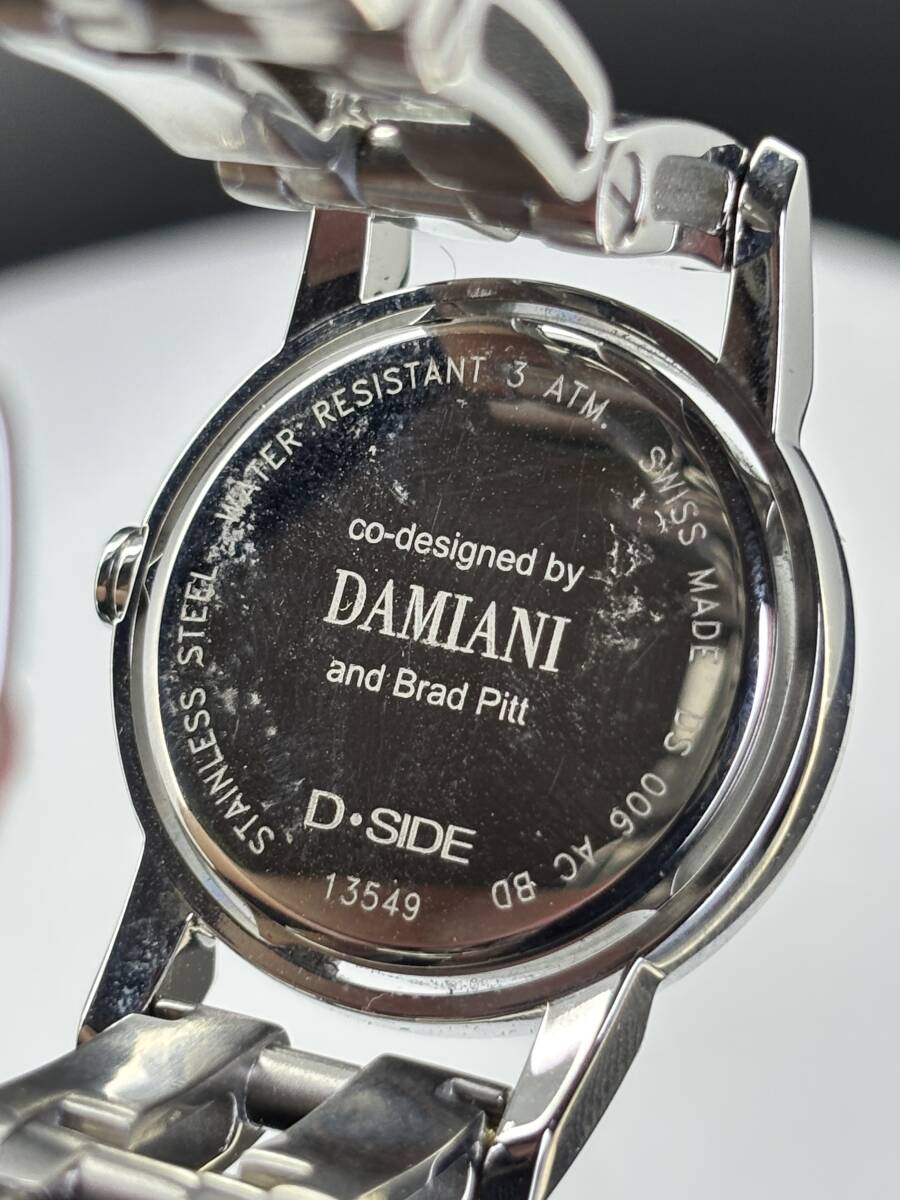 STAINLESS STEEL WATER RESISTANT 3 ATM. SWISS MADE DS 006 AC BD
co-designed by
DAMIANI
and Brad Pitt
D•SIDE
13549